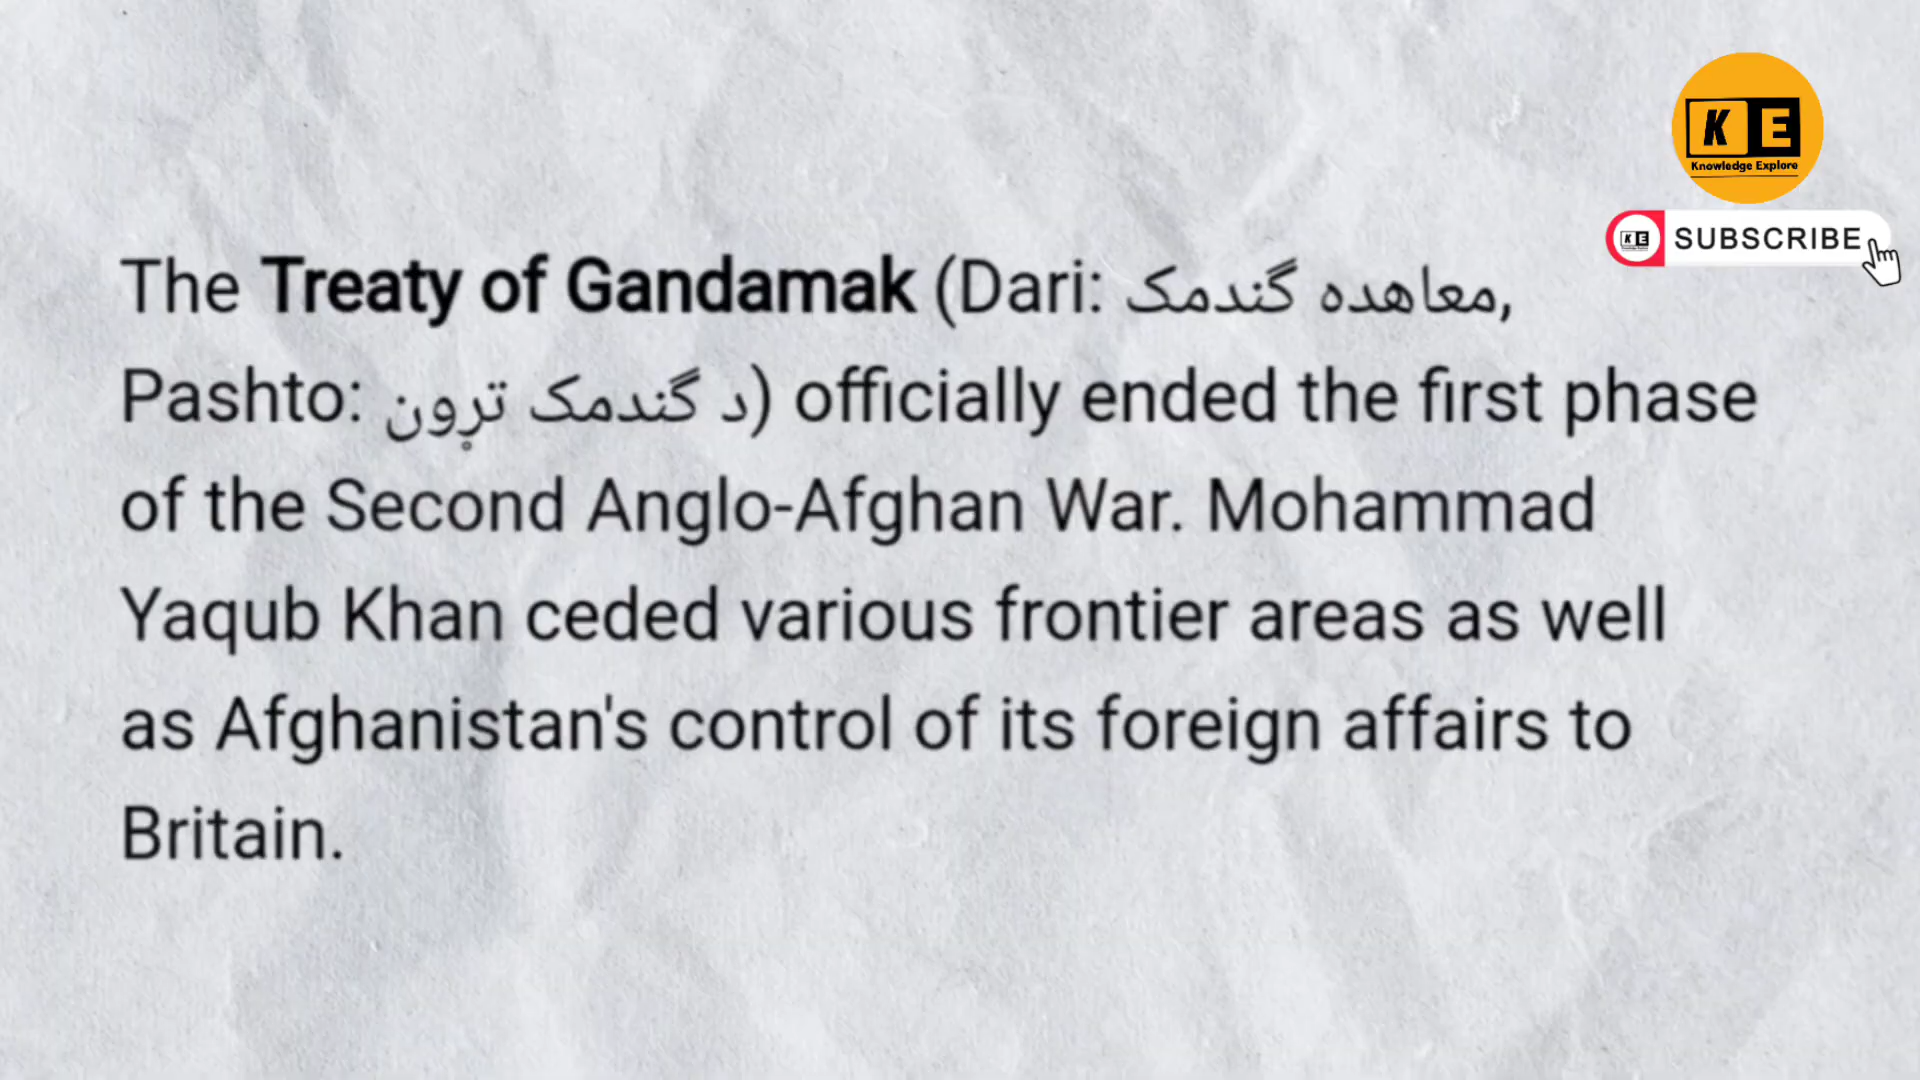 K E
Knowledge Explore
KE SUBSCRIBE
The Treaty of Gandamak (Dari: معاهده گندمک,
Pashto: د گندمک تړون) officially ended the first phase
of the Second Anglo-Afghan War. Mohammad
Yaqub Khan ceded various frontier areas as well
as Afghanistan's control of its foreign affairs to
Britain.